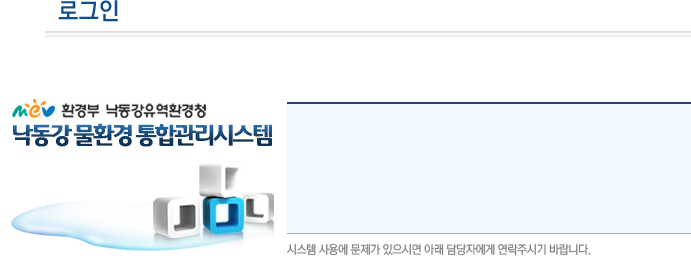 로그인
mev 환경부 낙동강유역환경청
낙동강 물환경 통합관리시스템
시스템 사용에 문제가 있으시면 아래 담당자에게 연락주시기 바랍니다.